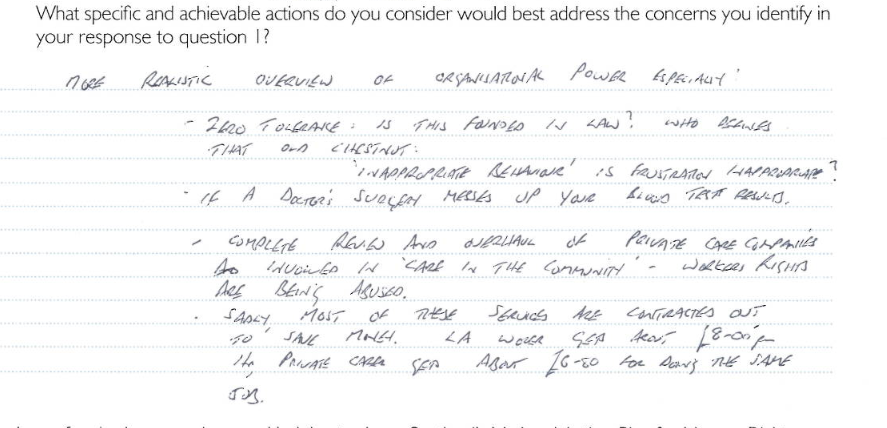 What specific and achievable actions do you consider would best address the concerns you identify in
your response to question 1?
MORE REALISTIC OVERVIEW OF ORGANISATIONAL POWER ESPECIALLY :
- ZERO TOLERANCE : IS THIS FOUNDED IN LAW? WHO DEFINES
THAT OLD CHESTNUT :
'INAPPROPRIATE BEHAVIOUR' IS FRUSTRATION INAPPROPRIATE ?
- IF A DOCTOR'S SURGERY MESSES UP YOUR BLOOD TEST RESULTS.
- COMPLETE REVIEW AND OVERHAUL OF PRIVATE CARE COMPANIES
INVOLVED IN 'CARE IN THE COMMUNITY' - WORKERS RIGHTS
ARE BEING ABUSED.
- SADLY MOST OF THESE SERVICES ARE CONTRACTED OUT
TO SAVE MONEY. LA WORKER GETS ABOUT £8-00
PRIVATE CARER GETS ABOUT £6-50 FOR DOING THE SAME
JOB.